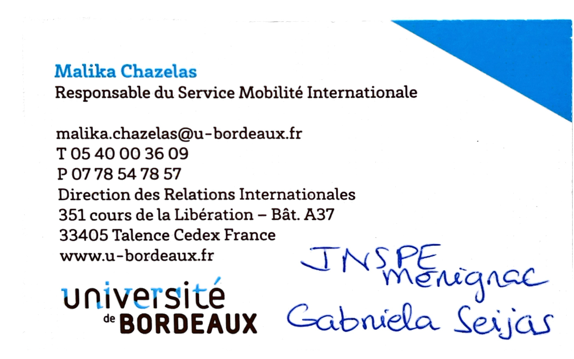 Malika Chazelas
Responsable du Service Mobilité Internationale
malika.chazelas@u-bordeaux.fr
T 05 40 00 36 09
P 07 78 54 78 57
Direction des Relations Internationales
351 cours de la Libération – Bât. A37
33405 Talence Cedex France
www.u-bordeaux.fr
université
de BORDEAUX
INSPE
Mérignac
Gabriela Seijas